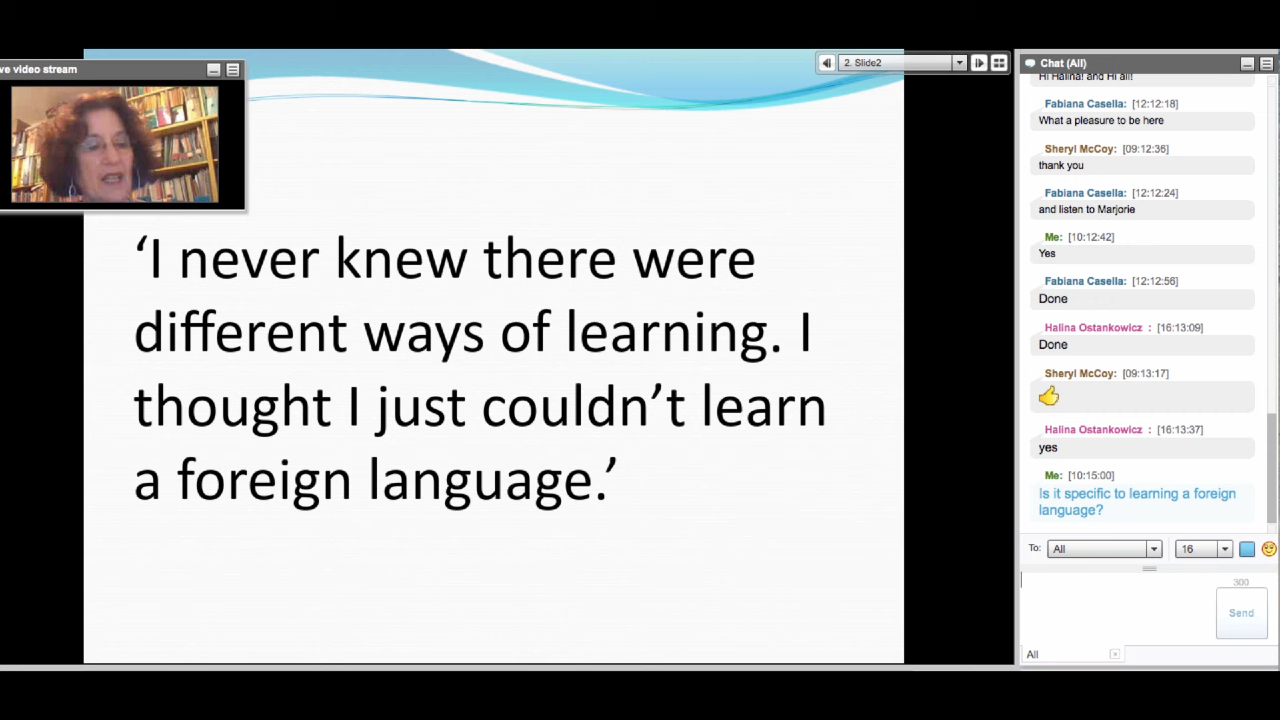 ve video stream
2. Slide2
'I never knew there were
different ways of learning. I
thought I just couldn't learn
a foreign language.'
Chat (All)
Hi Halina! and Hi all!
Fabiana Casella: [12:12:18]
What a pleasure to be here
Sheryl McCoy: [09:12:36]
thank you
Fabiana Casella: [12:12:24]
and listen to Marjorie
Me: [10:12:42]
Yes
Fabiana Casella: [12:12:56]
Done
Halina Ostankowicz : [16:13:09]
Done
Sheryl McCoy: [09:13:17]
Halina Ostankowicz : [16:13:37]
yes
Me: [10:15:00]
Is it specific to learning a foreign
language?
To: All 16
300
Send
All